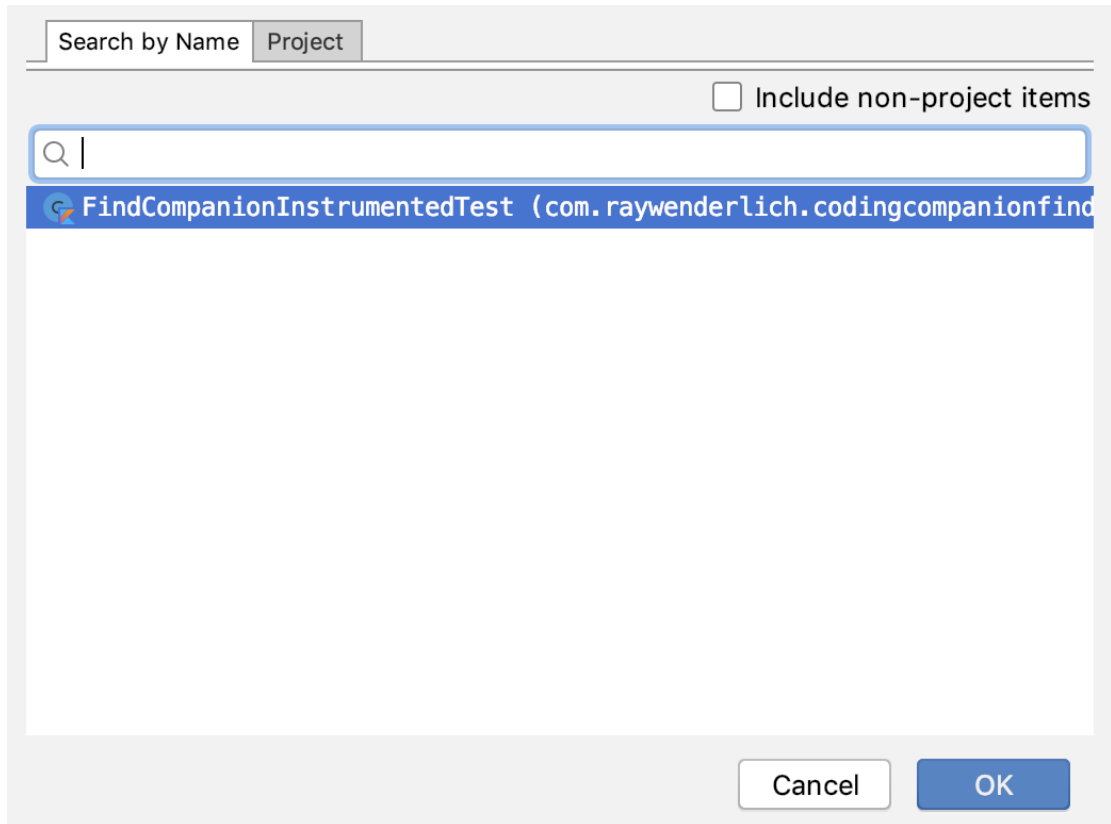 Search by Name Project
Include non-project items
FindCompanionInstrumentedTest (com.raywenderlich.codingcompanionfind
Cancel OK